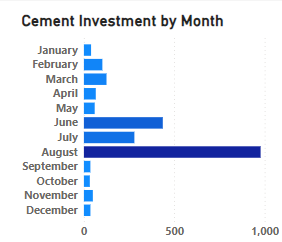 Cement Investment by Month
January
February
March
April
May
June
July
August
September
October
November
December
0 500 1,000